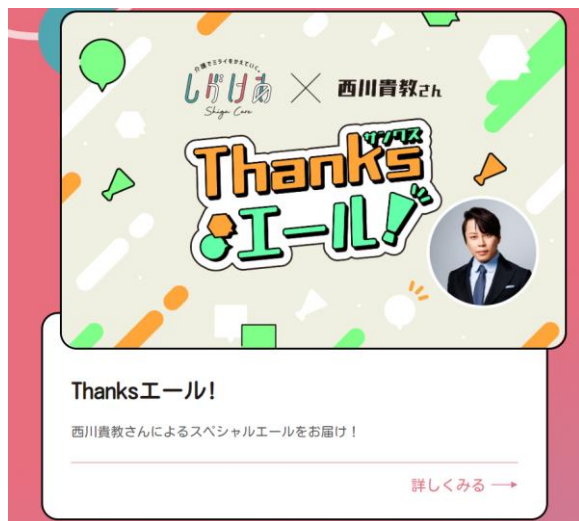 介護でミライをかえていく。
しがけあ × 西川貴教さん
Shiga Care
サンクス
Thanks
エール!
Thanksエール!
西川貴教さんによるスペシャルエールをお届け!
詳しくみる →